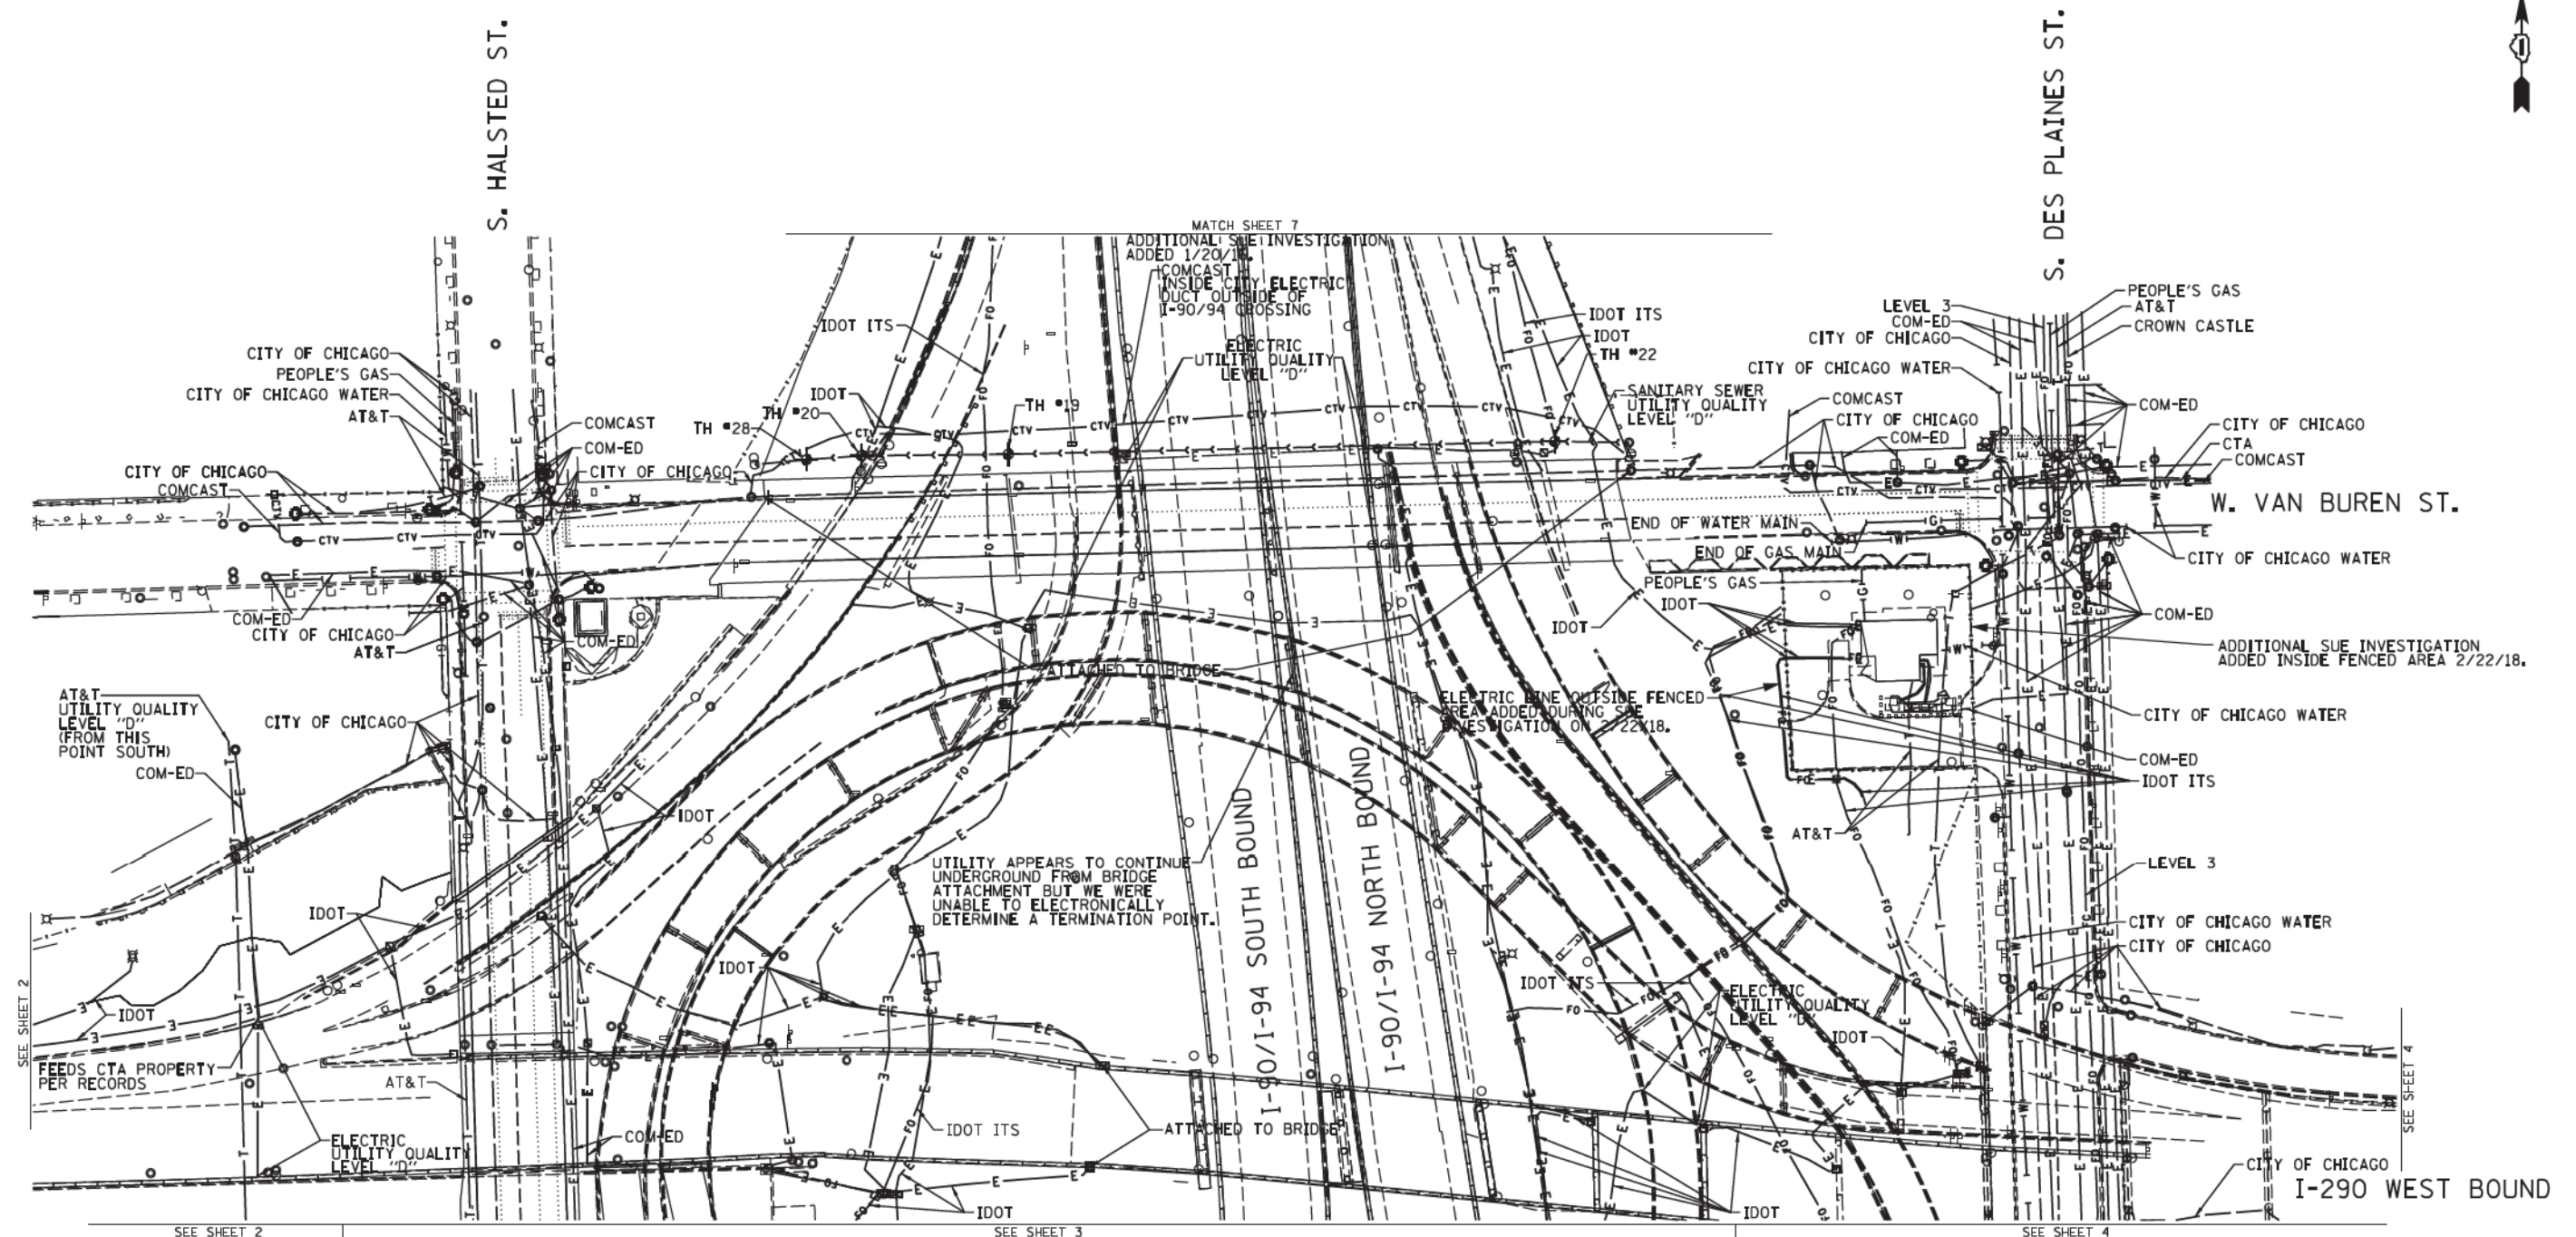 S. HALSTED ST.
S. DES PLAINES ST.
MATCH SHEET 7
ADDITIONAL SUE INVESTIGATION
ADDED 1/20/1
COMCAST
INSIDE CITY ELECTRIC
DUCT OUTSIDE OF
I-90/94 CROSSING
IDOT ITS
ELECTRIC
UTILITY QUALITY
LEVEL "D"
IDOT ITS
IDOT
TH #22
PEOPLE'S GAS
AT&T
CROWN CASTLE
LEVEL 3
COM-ED
CITY OF CHICAGO
CITY OF CHICAGO WATER
CITY OF CHICAGO
PEOPLE'S GAS
CITY OF CHICAGO WATER
AT&T
COMCAST
COM-ED
CITY OF CHICAGO
TH #28
TH #20
IDOT
TH #19
SANITARY SEWER
UTILITY QUALITY
LEVEL "D"
COMCAST
CITY OF CHICAGO
COM-ED
COM-ED
CITY OF CHICAGO
CTA
COMCAST
CITY OF CHICAGO
COMCAST
W. VAN BUREN ST.
END OF WATER MAIN
END OF GAS MAIN
PEOPLE'S GAS
IDOT
IDOT
CITY OF CHICAGO WATER
COM-ED
COM-ED
CITY OF CHICAGO
AT&T
COM-ED
ADDITIONAL SUE INVESTIGATION
ADDED INSIDE FENCED AREA 2/22/18.
ATTACHED TO BRIDGE
ELECTRIC LINE OUTSIDE FENCED
AREA ADDED DURING SUE
INVESTIGATION ON 2/22/18.
CITY OF CHICAGO WATER
COM-ED
IDOT ITS
AT&T
AT&T
UTILITY QUALITY
LEVEL "D"
(FROM THIS
POINT SOUTH)
COM-ED
CITY OF CHICAGO
IDOT
UTILITY APPEARS TO CONTINUE
UNDERGROUND FROM BRIDGE
ATTACHMENT BUT WE WERE
UNABLE TO ELECTRONICALLY
DETERMINE A TERMINATION POINT.
I-90/I-94 SOUTH BOUND
I-90/I-94 NORTH BOUND
LEVEL 3
CITY OF CHICAGO WATER
CITY OF CHICAGO
IDOT
IDOT
IDOT ITS
ELECTRIC
UTILITY QUALITY
LEVEL "D"
IDOT
IDOT
SEE SHEET 2
FEEDS CTA PROPERTY
PER RECORDS
AT&T
SEE SHEET 4
ELECTRIC
UTILITY QUALITY
LEVEL "D"
COM-ED
IDOT ITS
ATTACHED TO BRIDGE
IDOT
IDOT
CITY OF CHICAGO
I-290 WEST BOUND
SEE SHEET 2
SEE SHEET 3
SEE SHEET 4